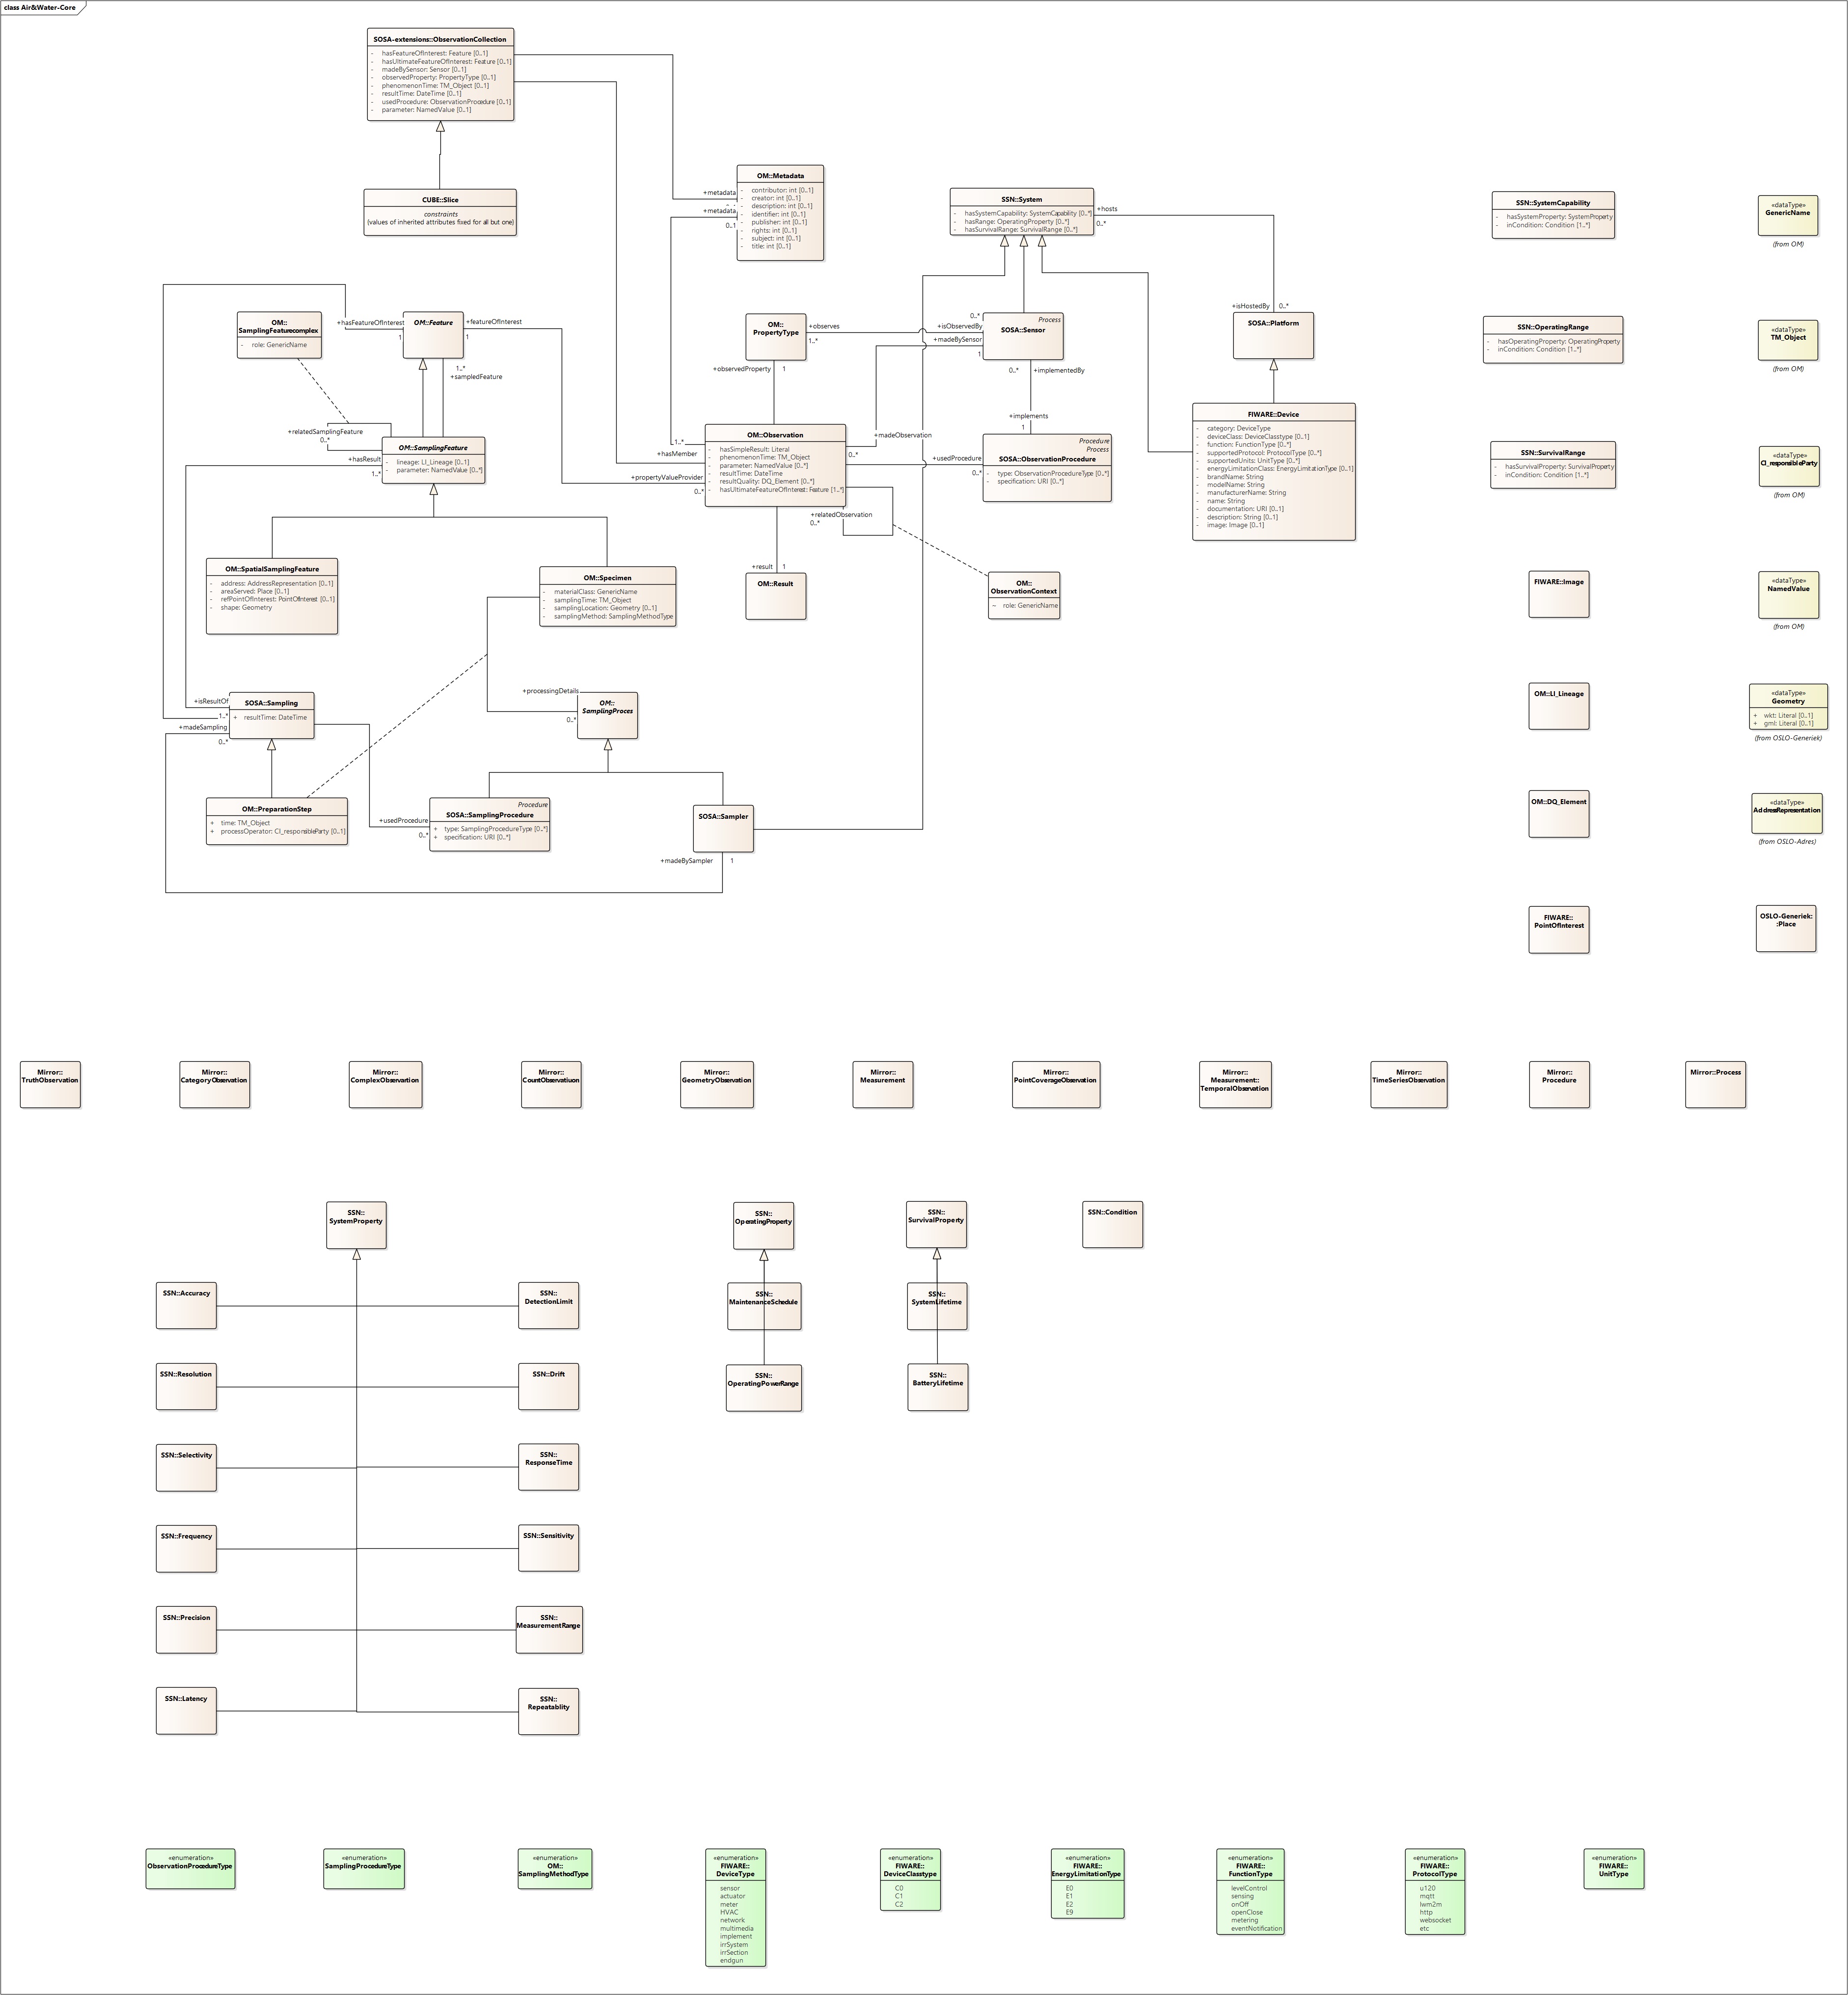 class Air&Water-Core
SOSA-extensions::ObservationCollection
- hasFeatureOfInterest: Feature [0..1]
- hasUltimateFeatureOfInterest: Feature [0..1]
- madeBySensor: Sensor [0..1]
- observedProperty: PropertyType [0..1]
- phenomenonTime: TM_Object [0..1]
- resultTime: DateTime [0..1]
- usedProcedure: ObservationProcedure [0..1]
- parameter: NamedValue [0..1]
CUBE::Slice
constraints
(values of inherited attributes fixed for all but one)
+metadata
+metadata
0..1
OM::Metadata
- contributor: int [0..1]
- creator: int [0..1]
- description: int [0..1]
- identifier: int [0..1]
- publisher: int [0..1]
- rights: int [0..1]
- subject: int [0..1]
- title: int [0..1]
SSN::System
- hasSystemCapability: SystemCapability [0..*]
- hasRange: OperatingProperty [0..*]
- hasSurvivalRange: SurvivalRange [0..*]
+hosts
0..*
SSN::SystemCapability
- hasSystemProperty: SystemProperty
- inCondition: Condition [1..*]
«dataType»
GenericName
(from OM)
OM::
SamplingFeaturecomplex
- role: GenericName
+hasFeatureOfInterest
1
OM::Feature
+featureOfInterest
1
1..*
+sampledFeature
OM::
PropertyType
+observes
1..*
+observedProperty
1
0..*
+isObservedBy
+madeBySensor
1
Process
SOSA::Sensor
0..*
+implementedBy
+isHostedBy
0..*
SOSA::Platform
SSN::OperatingRange
- hasOperatingProperty: OperatingProperty
- inCondition: Condition [1..*]
«dataType»
TM_Object
(from OM)
+relatedSamplingFeature
0..*
+hasResult
1..*
OM::SamplingFeature
- lineage: LI_Lineage [0..1]
- parameter: NamedValue [0..*]
1..*
+hasMember
+propertyValueProvider
0..*
OM::Observation
- hasSimpleResult: Literal
- phenomenonTime: TM_Object
- parameter: NamedValue [0..*]
- resultTime: DateTime
- resultQuality: DQ_Element [0..*]
- hasUltimateFeatureOfInterest: Feature [1..*]
+madeObservation
0..*
+relatedObservation
0..*
+implements
1
+usedProcedure
0..*
Procedure
Process
SOSA::ObservationProcedure
- type: ObservationProcedureType [0..*]
- specification: URI [0..*]
FIWARE::Device
- category: DeviceType
- deviceClass: DeviceClasstype [0..1]
- function: FunctionType [0..*]
- supportedProtocol: ProtocolType [0..*]
- supportedUnits: UnitType [0..*]
- energyLimitationClass: EnergyLimitationType [0..1]
- brandName: String
- modelName: String
- manufacturerName: String
- name: String
- documentation: URI [0..1]
- description: String [0..1]
- image: Image [0..1]
SSN::SurvivalRange
- hasSurvivalProperty: SurvivalProperty
- inCondition: Condition [1..*]
«dataType»
CI_responsibleParty
(from OM)
OM::SpatialSamplingFeature
- address: AddressRepresentation [0..1]
- areaServed: Place [0..1]
- refPointOfInterest: PointOfInterest [0..1]
- shape: Geometry
OM::Specimen
- materialClass: GenericName
- samplingTime: TM_Object
- samplingLocation: Geometry [0..1]
- samplingMethod: SamplingMethodType
+result
1
OM::Result
OM::
ObservationContext
- role: GenericName
FIWARE::Image
«dataType»
NamedValue
(from OM)
+isResultOf
1..*
+madeSampling
0..*
SOSA::Sampling
+ resultTime: DateTime
+processingDetails
0..*
OM::
SamplingProces
OM::LI_Lineage
«dataType»
Geometry
+ wkt: Literal [0..1]
+ gml: Literal [0..1]
(from OSLO-Generiek)
OM::PreparationStep
+ time: TM_Object
+ processOperator: CI_responsibleParty [0..1]
+usedProcedure
0..*
Procedure
SOSA::SamplingProcedure
+ type: SamplingProcedureType [0..*]
+ specification: URI [0..*]
SOSA::Sampler
+madeBySampler
1
OM::DQ_Element
«dataType»
AddressRepresentation
(from OSLO-Adres)
FIWARE::
PointOfInterest
OSLO-Generiek:
:Place
Mirror::
TruthObservation
Mirror::
CategoryObservation
Mirror::
ComplexObservartion
Mirror::
CountObservatiuon
Mirror::
GeometryObservation
Mirror::
Measurement
Mirror::
PointCoverageObservation
Mirror::
Measurement::
TemporalObservation
Mirror::
TimeSeriesObservation
Mirror::
Procedure
Mirror::Process
SSN::
SystemProperty
SSN::
OperatingProperty
SSN::
SurvivalProperty
SSN::Condition
SSN::Accuracy
SSN::
DetectionLimit
SSN::
MaintenanceSchedule
SSN::
SystemLifetime
SSN::Resolution
SSN::Drift
SSN::
OperatingPowerRange
SSN::
BatteryLifetime
SSN::Selectivity
SSN::
ResponseTime
SSN::Frequency
SSN::Sensitivity
SSN::Precision
SSN::
MeasurementRange
SSN::Latency
SSN::
Repeatablity
«enumeration»
ObservationProcedureType
«enumeration»
SamplingProcedureType
«enumeration»
OM::
SamplingMethodType
«enumeration»
FIWARE::
DeviceType
sensor
actuator
meter
HVAC
network
multimedia
implement
irrSystem
irrSection
endgun
«enumeration»
FIWARE::
DeviceClasstype
C0
C1
C2
«enumeration»
FIWARE::
EnergyLimitationType
E0
E1
E2
E9
«enumeration»
FIWARE::
FunctionType
levelControl
sensing
onOff
openClose
metering
eventNotification
«enumeration»
FIWARE::
ProtocolType
u120
mqtt
lwm2m
http
websocket
etc
«enumeration»
FIWARE::
UnitType